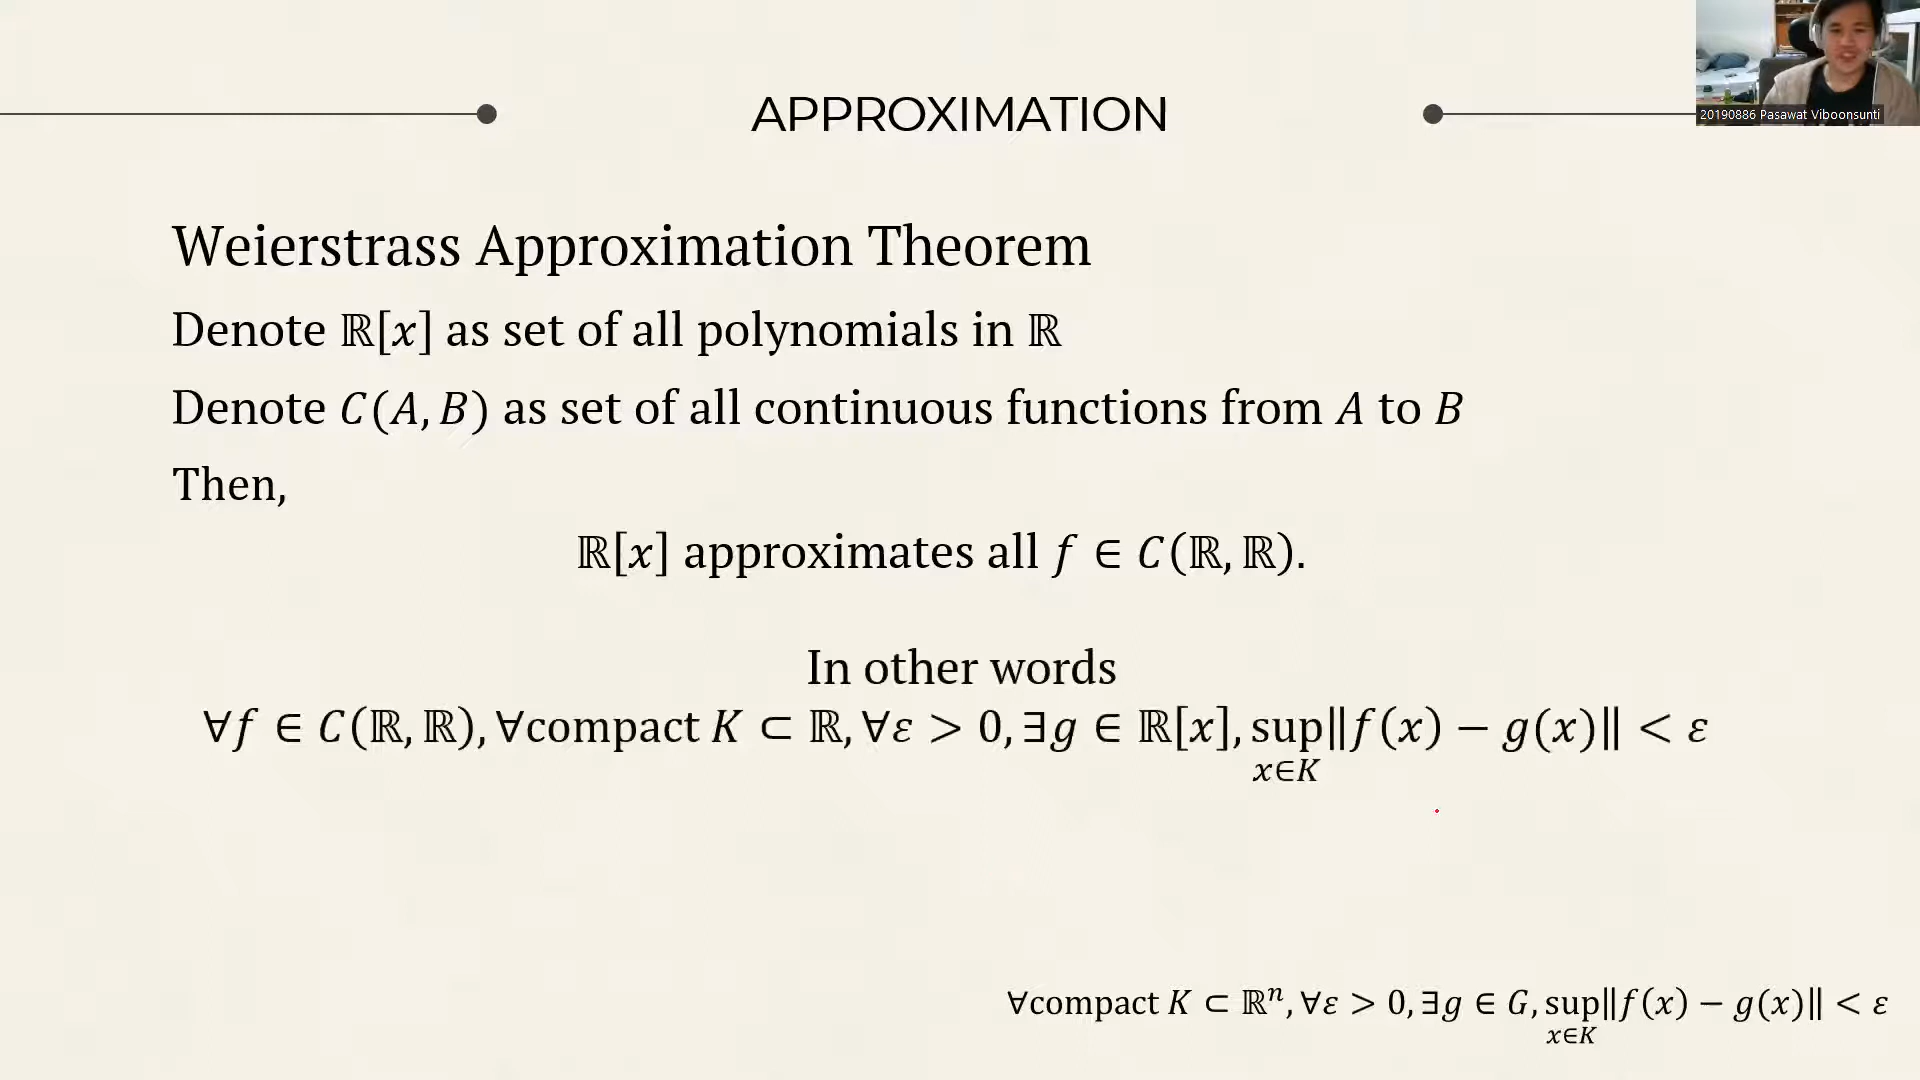 APPROXIMATION
20190886 Pasawat Viboonsunti
Weierstrass Approximation Theorem
Denote ℝ[x] as set of all polynomials in ℝ
Denote C(A, B) as set of all continuous functions from A to B
Then,
ℝ[x] approximates all f ∈ C(ℝ, ℝ).
In other words
∀f ∈ C(ℝ, ℝ), ∀compact K ⊂ ℝ, ∀ε > 0, ∃g ∈ ℝ[x], sup‖f(x) − g(x)‖ < ε
x∈K
∀compact K ⊂ ℝⁿ, ∀ε > 0, ∃g ∈ G, sup‖f(x) − g(x)‖ < ε
x∈K